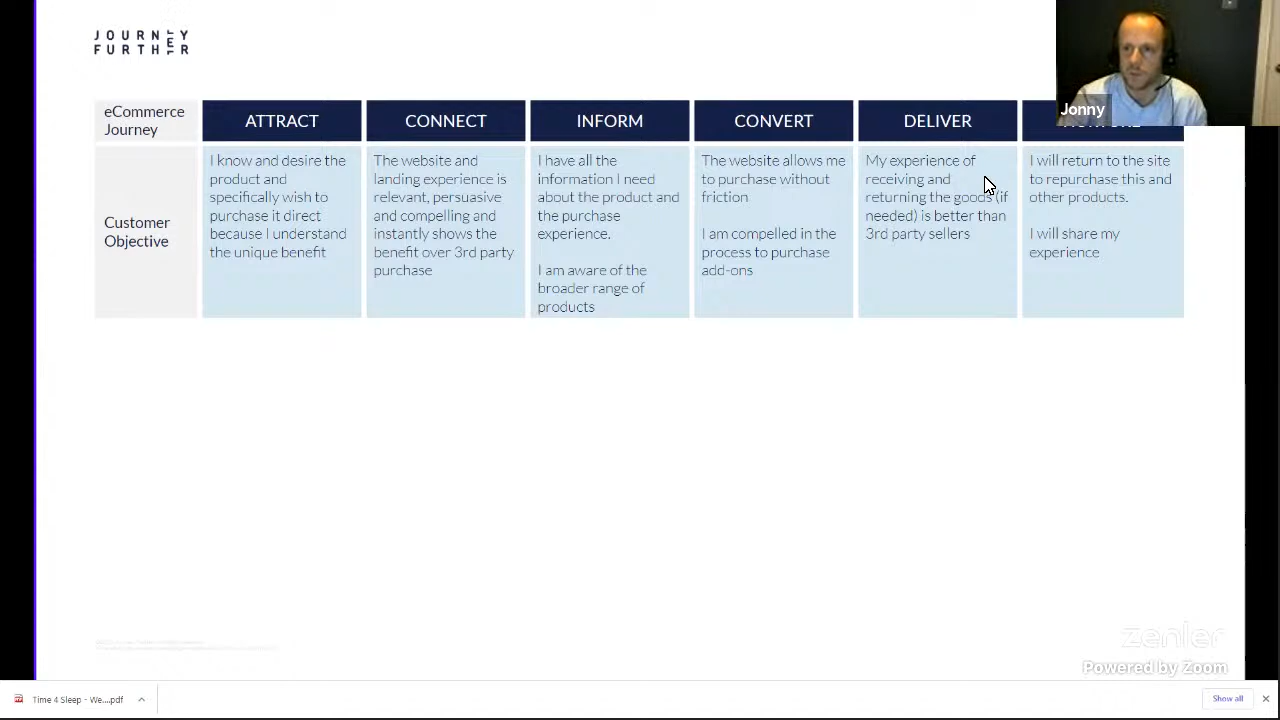 JOURNEY
FURTHER
Jonny
eCommerce
Journey
ATTRACT
CONNECT
INFORM
CONVERT
DELIVER
Customer
Objective
I know and desire the
product and
specifically wish to
purchase it direct
because I understand
the unique benefit
The website and
landing experience is
relevant, persuasive
and compelling and
instantly shows the
benefit over 3rd party
purchase
I have all the
information I need
about the product and
the purchase
experience.
I am aware of the
broader range of
products
The website allows me
to purchase without
friction
I am compelled in the
process to purchase
add-ons
My experience of
receiving and
returning the goods (if
needed) is better than
3rd party sellers
I will return to the site
to repurchase this and
other products.
I will share my
experience
zenler
Powered by Zoom
Time 4 Sleep - We....pdf
Show all